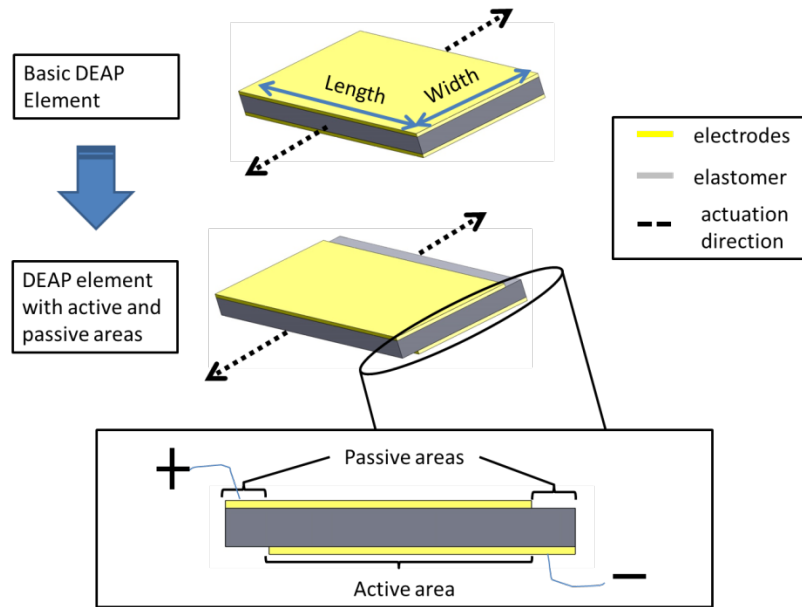 Basic DEAP
Element
Length
Width
electrodes
elastomer
actuation
direction
DEAP element
with active and
passive areas
+
Passive areas
Active area
−